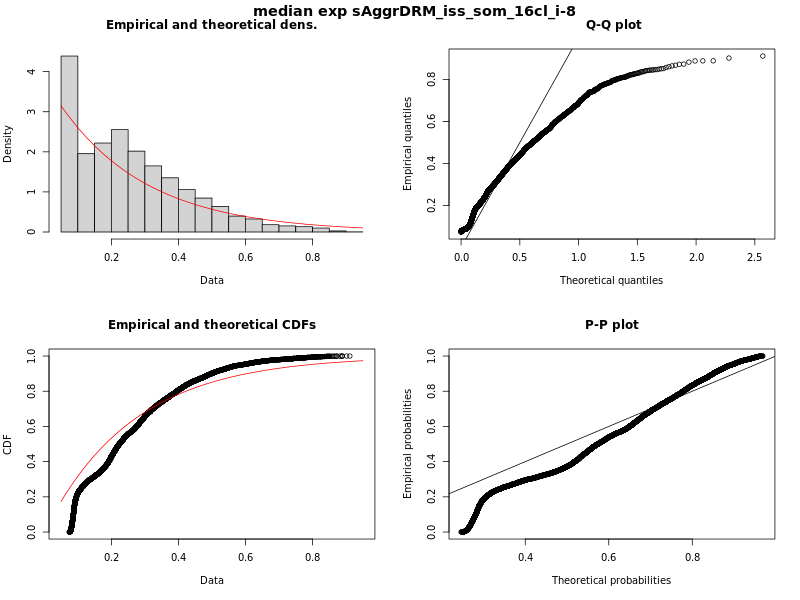 median exp sAggrDRM_iss_som_16cl_i-8
Empirical and theoretical dens.
Density
0 1 2 3 4
0.2 0.4 0.6 0.8
Data
Q-Q plot
Empirical quantiles
0.2 0.4 0.6 0.8
0.0 0.5 1.0 1.5 2.0 2.5
Theoretical quantiles
Empirical and theoretical CDFs
CDF
0.0 0.2 0.4 0.6 0.8 1.0
0.2 0.4 0.6 0.8
Data
P-P plot
Empirical probabilities
0.0 0.2 0.4 0.6 0.8 1.0
0.4 0.6 0.8
Theoretical probabilities